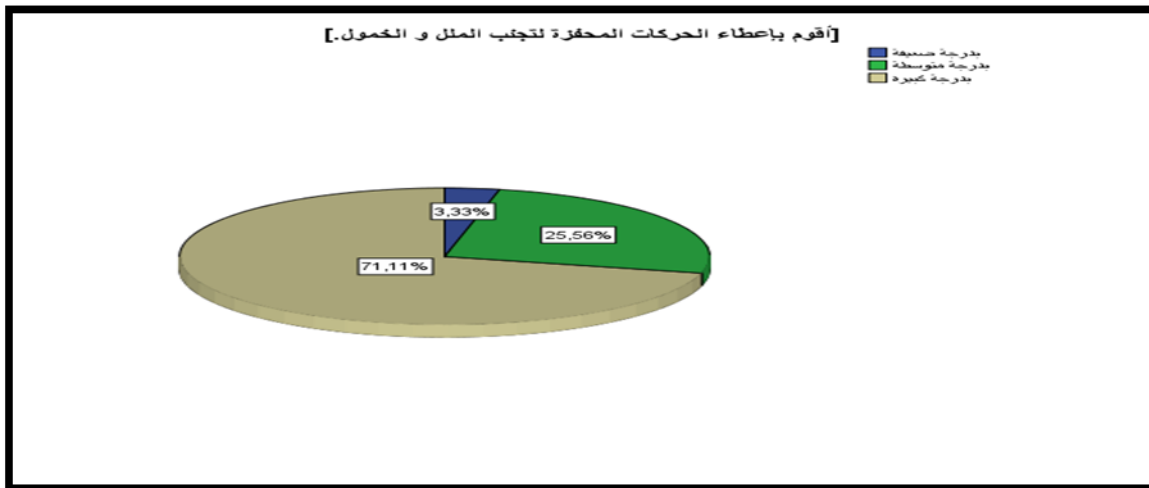 [أقوم بإعطاء الحركات المحفزة لتجنب الملل و الخمول.]
بدرجة ضعيفة
بدرجة متوسطة
بدرجة كبيرة
3,33%
25,56%
71,11%